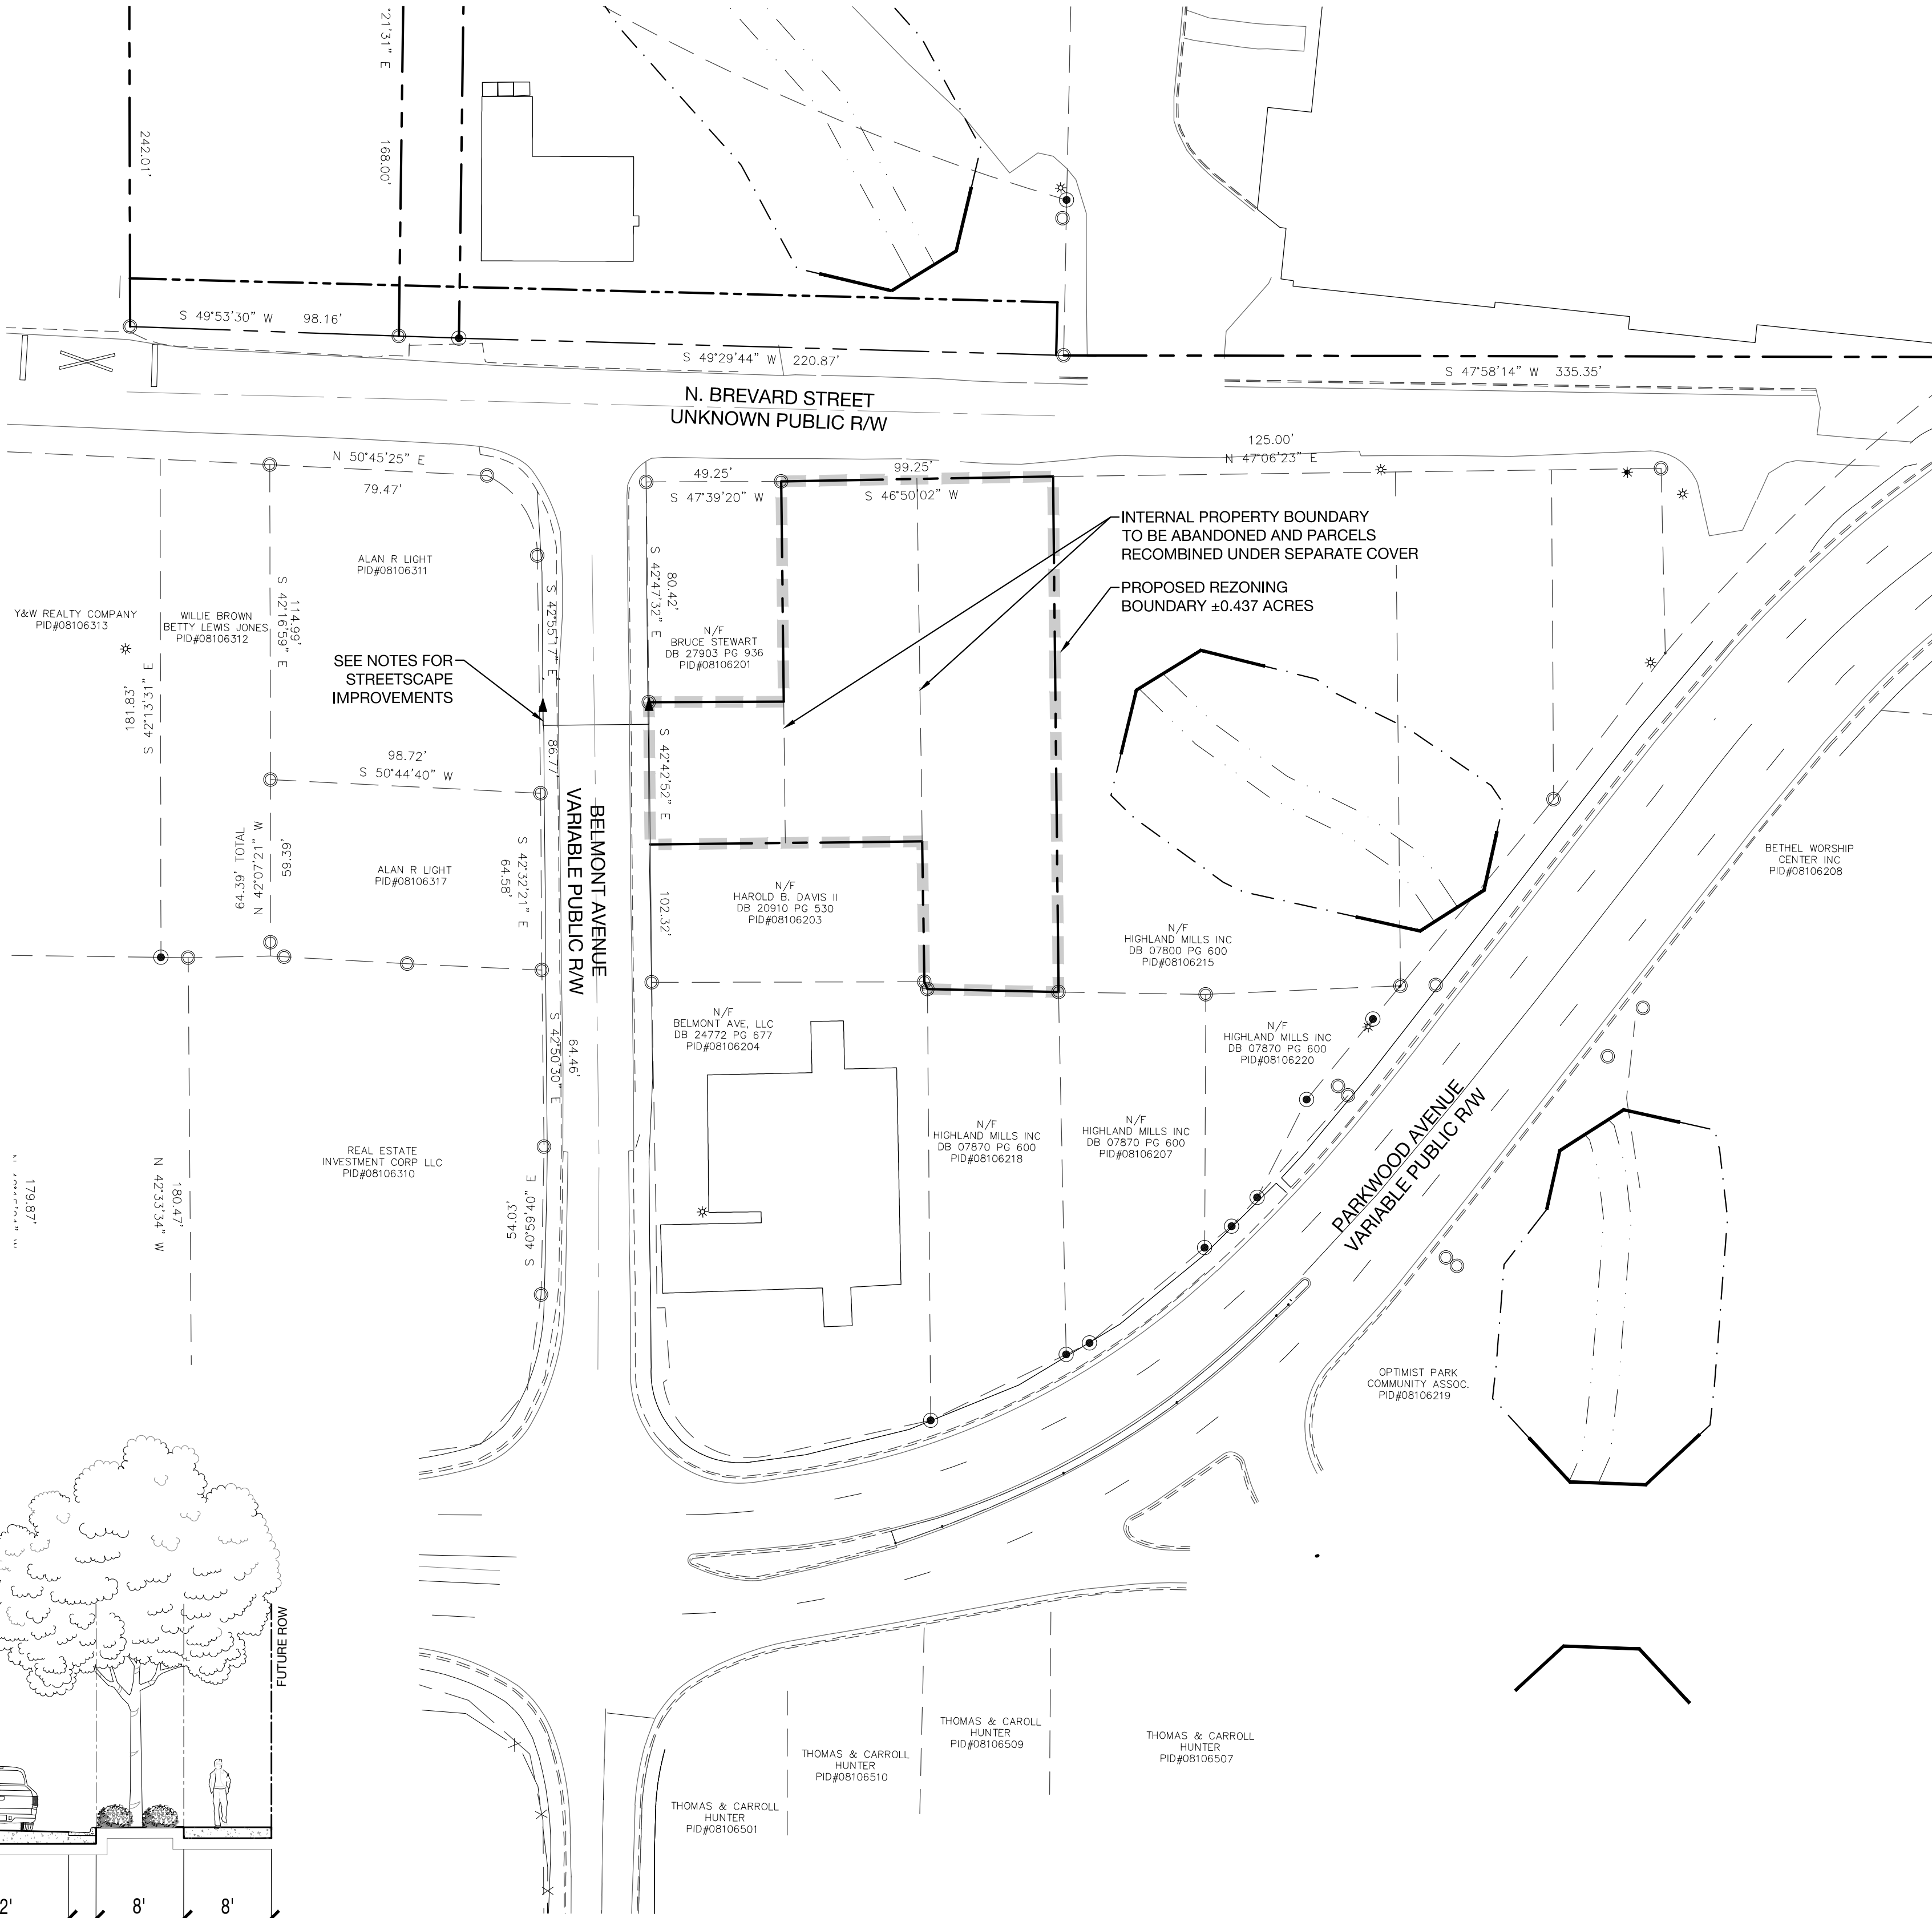 °21'31" E
242.01'
168.00'
S 49°53'30" W 98.16'
S 49°29'44" W 220.87'
S 47°58'14" W 335.35'
N. BREVARD STREET
UNKNOWN PUBLIC R/W
N 50°45'25" E
79.47'
49.25'
S 47°39'20" W
99.25'
S 46°50'02" W
125.00'
N 47°06'23" E
INTERNAL PROPERTY BOUNDARY
TO BE ABANDONED AND PARCELS
RECOMBINED UNDER SEPARATE COVER
PROPOSED REZONING
BOUNDARY ±0.437 ACRES
ALAN R LIGHT
PID#08106311
Y&W REALTY COMPANY
PID#08106313
WILLIE BROWN
BETTY LEWIS JONES
PID#08106312
114.99'
S 42°16'59" E
S 42°55'17" E
86.77'
80.42'
S 42°47'32" E
N/F
BRUCE STEWART
DB 27903 PG 936
PID#08106201
SEE NOTES FOR
STREETSCAPE
IMPROVEMENTS
S 42°13'31" E
181.83'
98.72'
S 50°44'40" W
S 42°42'52" E
102.32'
BELMONT AVENUE
VARIABLE PUBLIC R/W
59.39'
N 42°07'21" W
64.39' TOTAL
ALAN R LIGHT
PID#08106317
S 42°32'21" E
64.58'
N/F
HAROLD B. DAVIS II
DB 20910 PG 530
PID#08106203
BETHEL WORSHIP
CENTER INC
PID#08106208
N/F
HIGHLAND MILLS INC
DB 07800 PG 600
PID#08106215
N/F
BELMONT AVE, LLC
DB 24772 PG 677
PID#08106204
64.46'
S 42°50'30" E
N/F
HIGHLAND MILLS INC
DB 07870 PG 600
PID#08106220
N/F
HIGHLAND MILLS INC
DB 07870 PG 600
PID#08106218
N/F
HIGHLAND MILLS INC
DB 07870 PG 600
PID#08106207
PARKWOOD AVENUE
VARIABLE PUBLIC R/W
REAL ESTATE
INVESTMENT CORP LLC
PID#08106310
179.87'
180.47'
N 42°33'34" W
S 40°59'40" E
54.03'
OPTIMIST PARK
COMMUNITY ASSOC.
PID#08106219
FUTURE ROW
THOMAS & CAROLL
HUNTER
PID#08106509
THOMAS & CARROLL
HUNTER
PID#08106507
THOMAS & CARROLL
HUNTER
PID#08106510
THOMAS & CARROLL
HUNTER
PID#08106501
2'
8'
8'